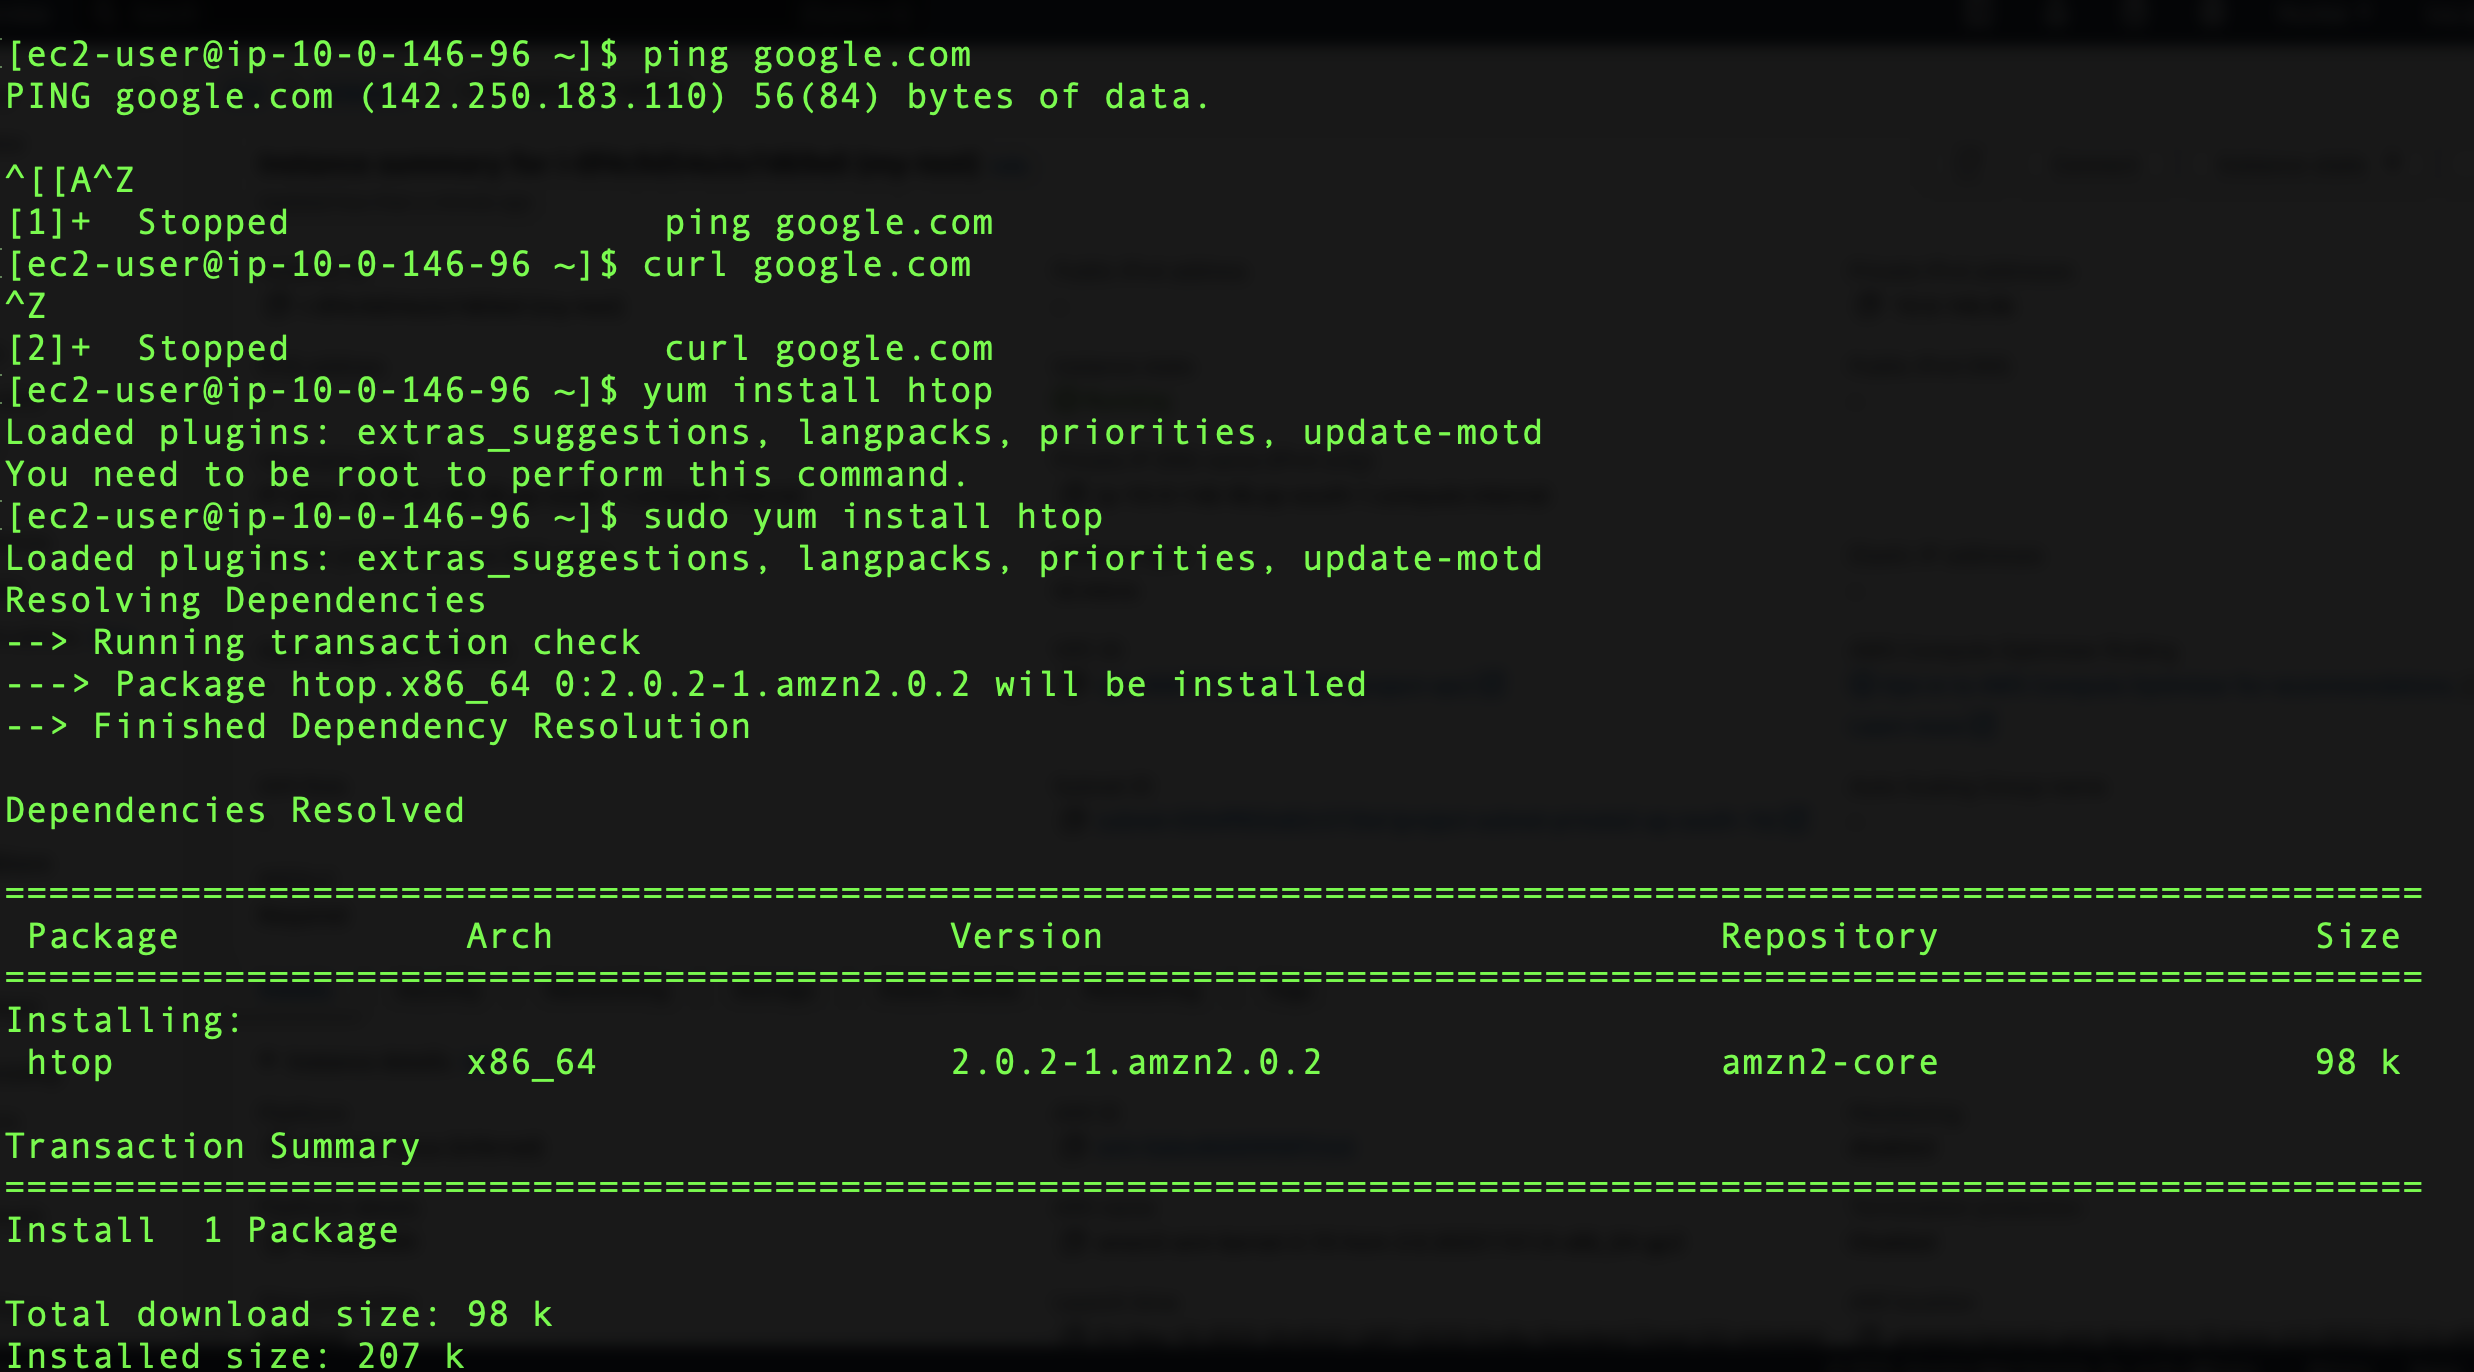 [ec2-user@ip-10-0-146-96 ~]$ ping google.com
PING google.com (142.250.183.110) 56(84) bytes of data.
^[[A^Z
[1]+  Stopped                 ping google.com
[ec2-user@ip-10-0-146-96 ~]$ curl google.com
^Z
[2]+  Stopped                 curl google.com
[ec2-user@ip-10-0-146-96 ~]$ yum install htop
Loaded plugins: extras_suggestions, langpacks, priorities, update-motd
You need to be root to perform this command.
[ec2-user@ip-10-0-146-96 ~]$ sudo yum install htop
Loaded plugins: extras_suggestions, langpacks, priorities, update-motd
Resolving Dependencies
--> Running transaction check
---> Package htop.x86_64 0:2.0.2-1.amzn2.0.2 will be installed
--> Finished Dependency Resolution
Dependencies Resolved
==============================================================================================================
 Package             Arch                  Version                            Repository                 Size
==============================================================================================================
Installing:
 htop                x86_64                2.0.2-1.amzn2.0.2                  amzn2-core                 98 k
Transaction Summary
==============================================================================================================
Install  1 Package
Total download size: 98 k
Installed size: 207 k